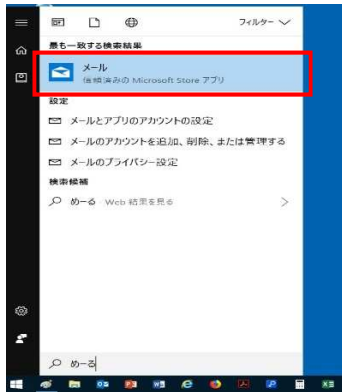 フィルター
最も一致する検索結果
メール
信頼済みの Microsoft Store アプリ
設定
メールとアプリのアカウントの設定
メールのアカウントを追加、削除、または管理する
メールのプライバシー設定
検索候補
めーる - Web 結果を見る
めーる